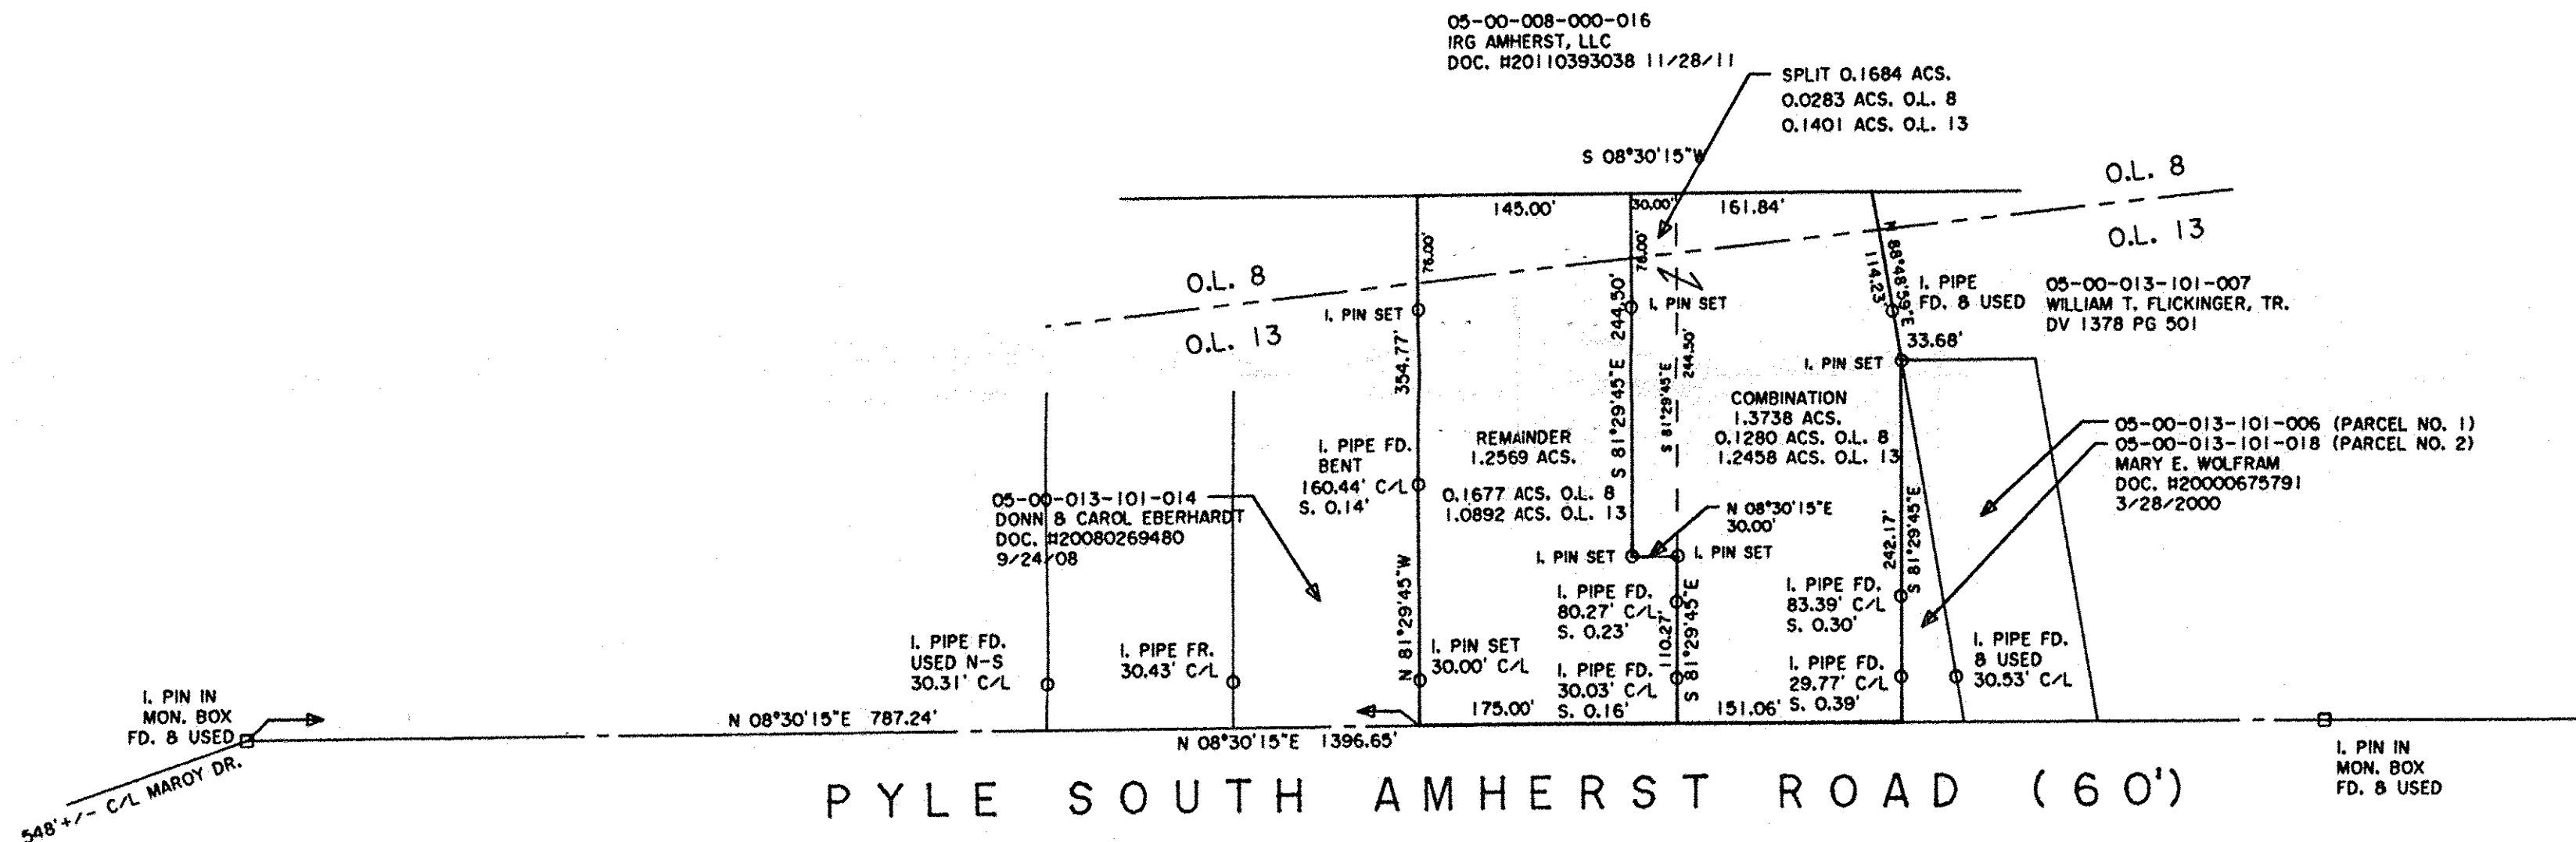 05-00-008-000-016
IRG AMHERST, LLC
DOC. #20110393038 11/28/11
SPLIT 0.1684 ACS.
0.0283 ACS. O.L. 8
0.1401 ACS. O.L. 13
S 08°30'15"W
O.L. 8
O.L. 13
145.00'
30.00'
161.84'
76.00'
76.00'
O.L. 8
O.L. 13
N 88°48'59"E
114.23'
I. PIPE
FD. & USED
05-00-013-101-007
WILLIAM T. FLICKINGER, TR.
DV 1378 PG 501
33.68'
I. PIN SET
I. PIN SET
I. PIN SET
354.77'
S 81°29'45"E 244.50'
S 81°29'45"E
244.50'
COMBINATION
1.3738 ACS.
0.1280 ACS. O.L. 8
1.2458 ACS. O.L. 13
REMAINDER
1.2569 ACS.
0.1677 ACS. O.L. 8
1.0892 ACS. O.L. 13
I. PIPE FD.
BENT
160.44' C/L
S. 0.14'
05-00-013-101-006 (PARCEL NO. 1)
05-00-013-101-018 (PARCEL NO. 2)
MARY E. WOLFRAM
DOC. #20000675791
3/28/2000
05-00-013-101-014
DONN & CAROL EBERHARDT
DOC. #20080269480
9/24/08
N 08°30'15"E
30.00'
I. PIN SET
I. PIN SET
242.17'
S 81°29'45"E
N 81°29'45"W
I. PIPE FD.
80.27' C/L
S. 0.23'
110.27'
S 81°29'45"E
I. PIPE FD.
83.39' C/L
S. 0.30'
I. PIPE FD.
USED N-S
30.31' C/L
I. PIPE FR.
30.43' C/L
I. PIN SET
30.00' C/L
I. PIPE FD.
30.03' C/L
S. 0.16'
I. PIPE FD.
29.77' C/L
S. 0.39'
I. PIPE FD.
& USED
30.53' C/L
I. PIN IN
MON. BOX
FD. & USED
N 08°30'15"E 787.24'
175.00'
151.06'
N 08°30'15"E 1396.65'
548'+/- C/L MAROY DR.
I. PIN IN
MON. BOX
FD. & USED
PYLE SOUTH AMHERST ROAD (60')